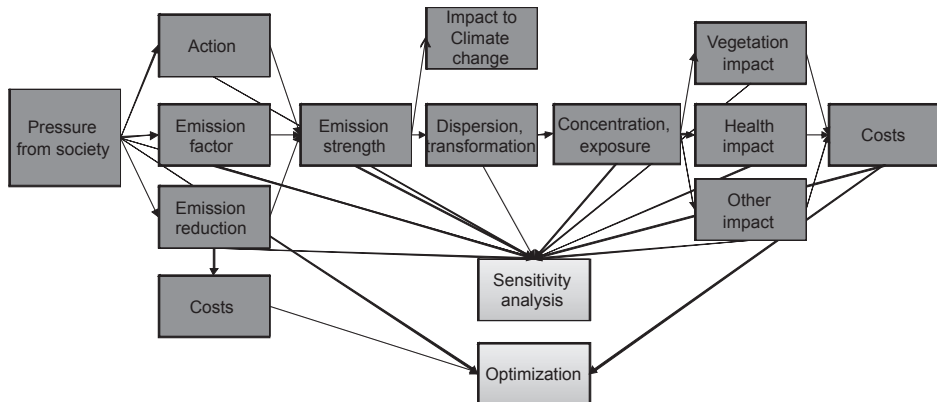 Pressure
from society
Action
Emission
factor
Emission
reduction
Costs
Emission
strength
Impact to
Climate
change
Dispersion,
transformation
Concentration,
exposure
Vegetation
impact
Health
impact
Other
impact
Costs
Sensitivity
analysis
Optimization